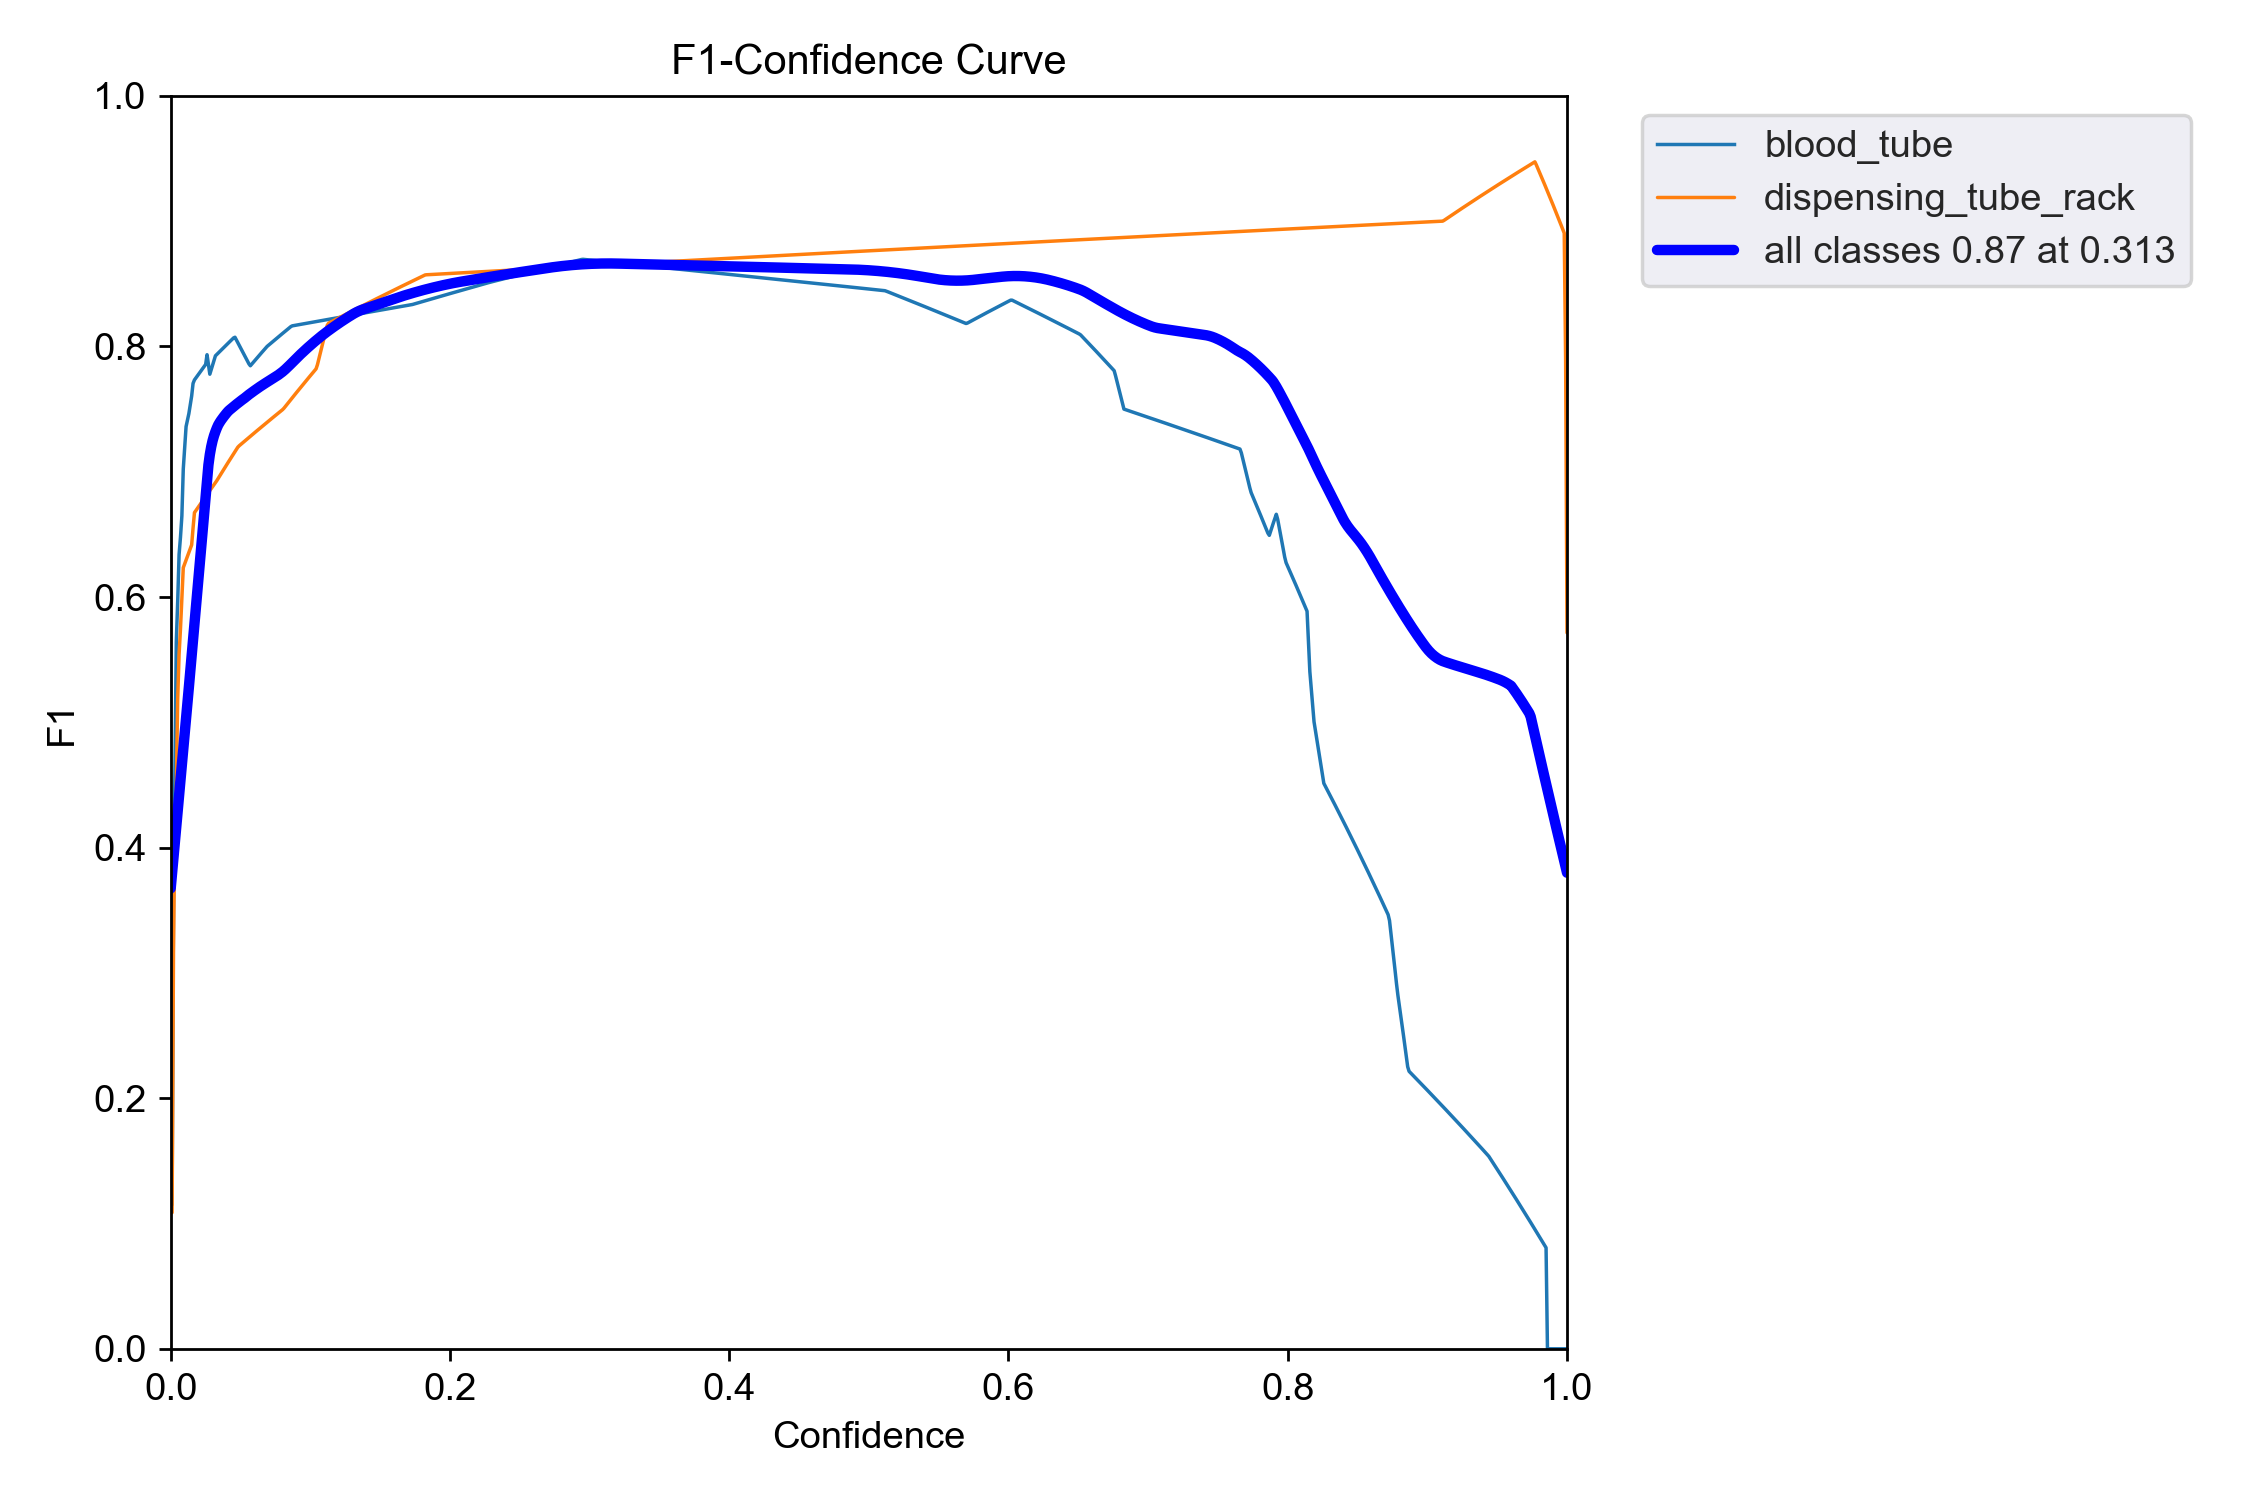 F1-Confidence Curve
1.0
0.8
0.6
0.4
0.2
0.0
F1
0.0 0.2 0.4 0.6 0.8 1.0
Confidence
blood_tube
dispensing_tube_rack
all classes 0.87 at 0.313